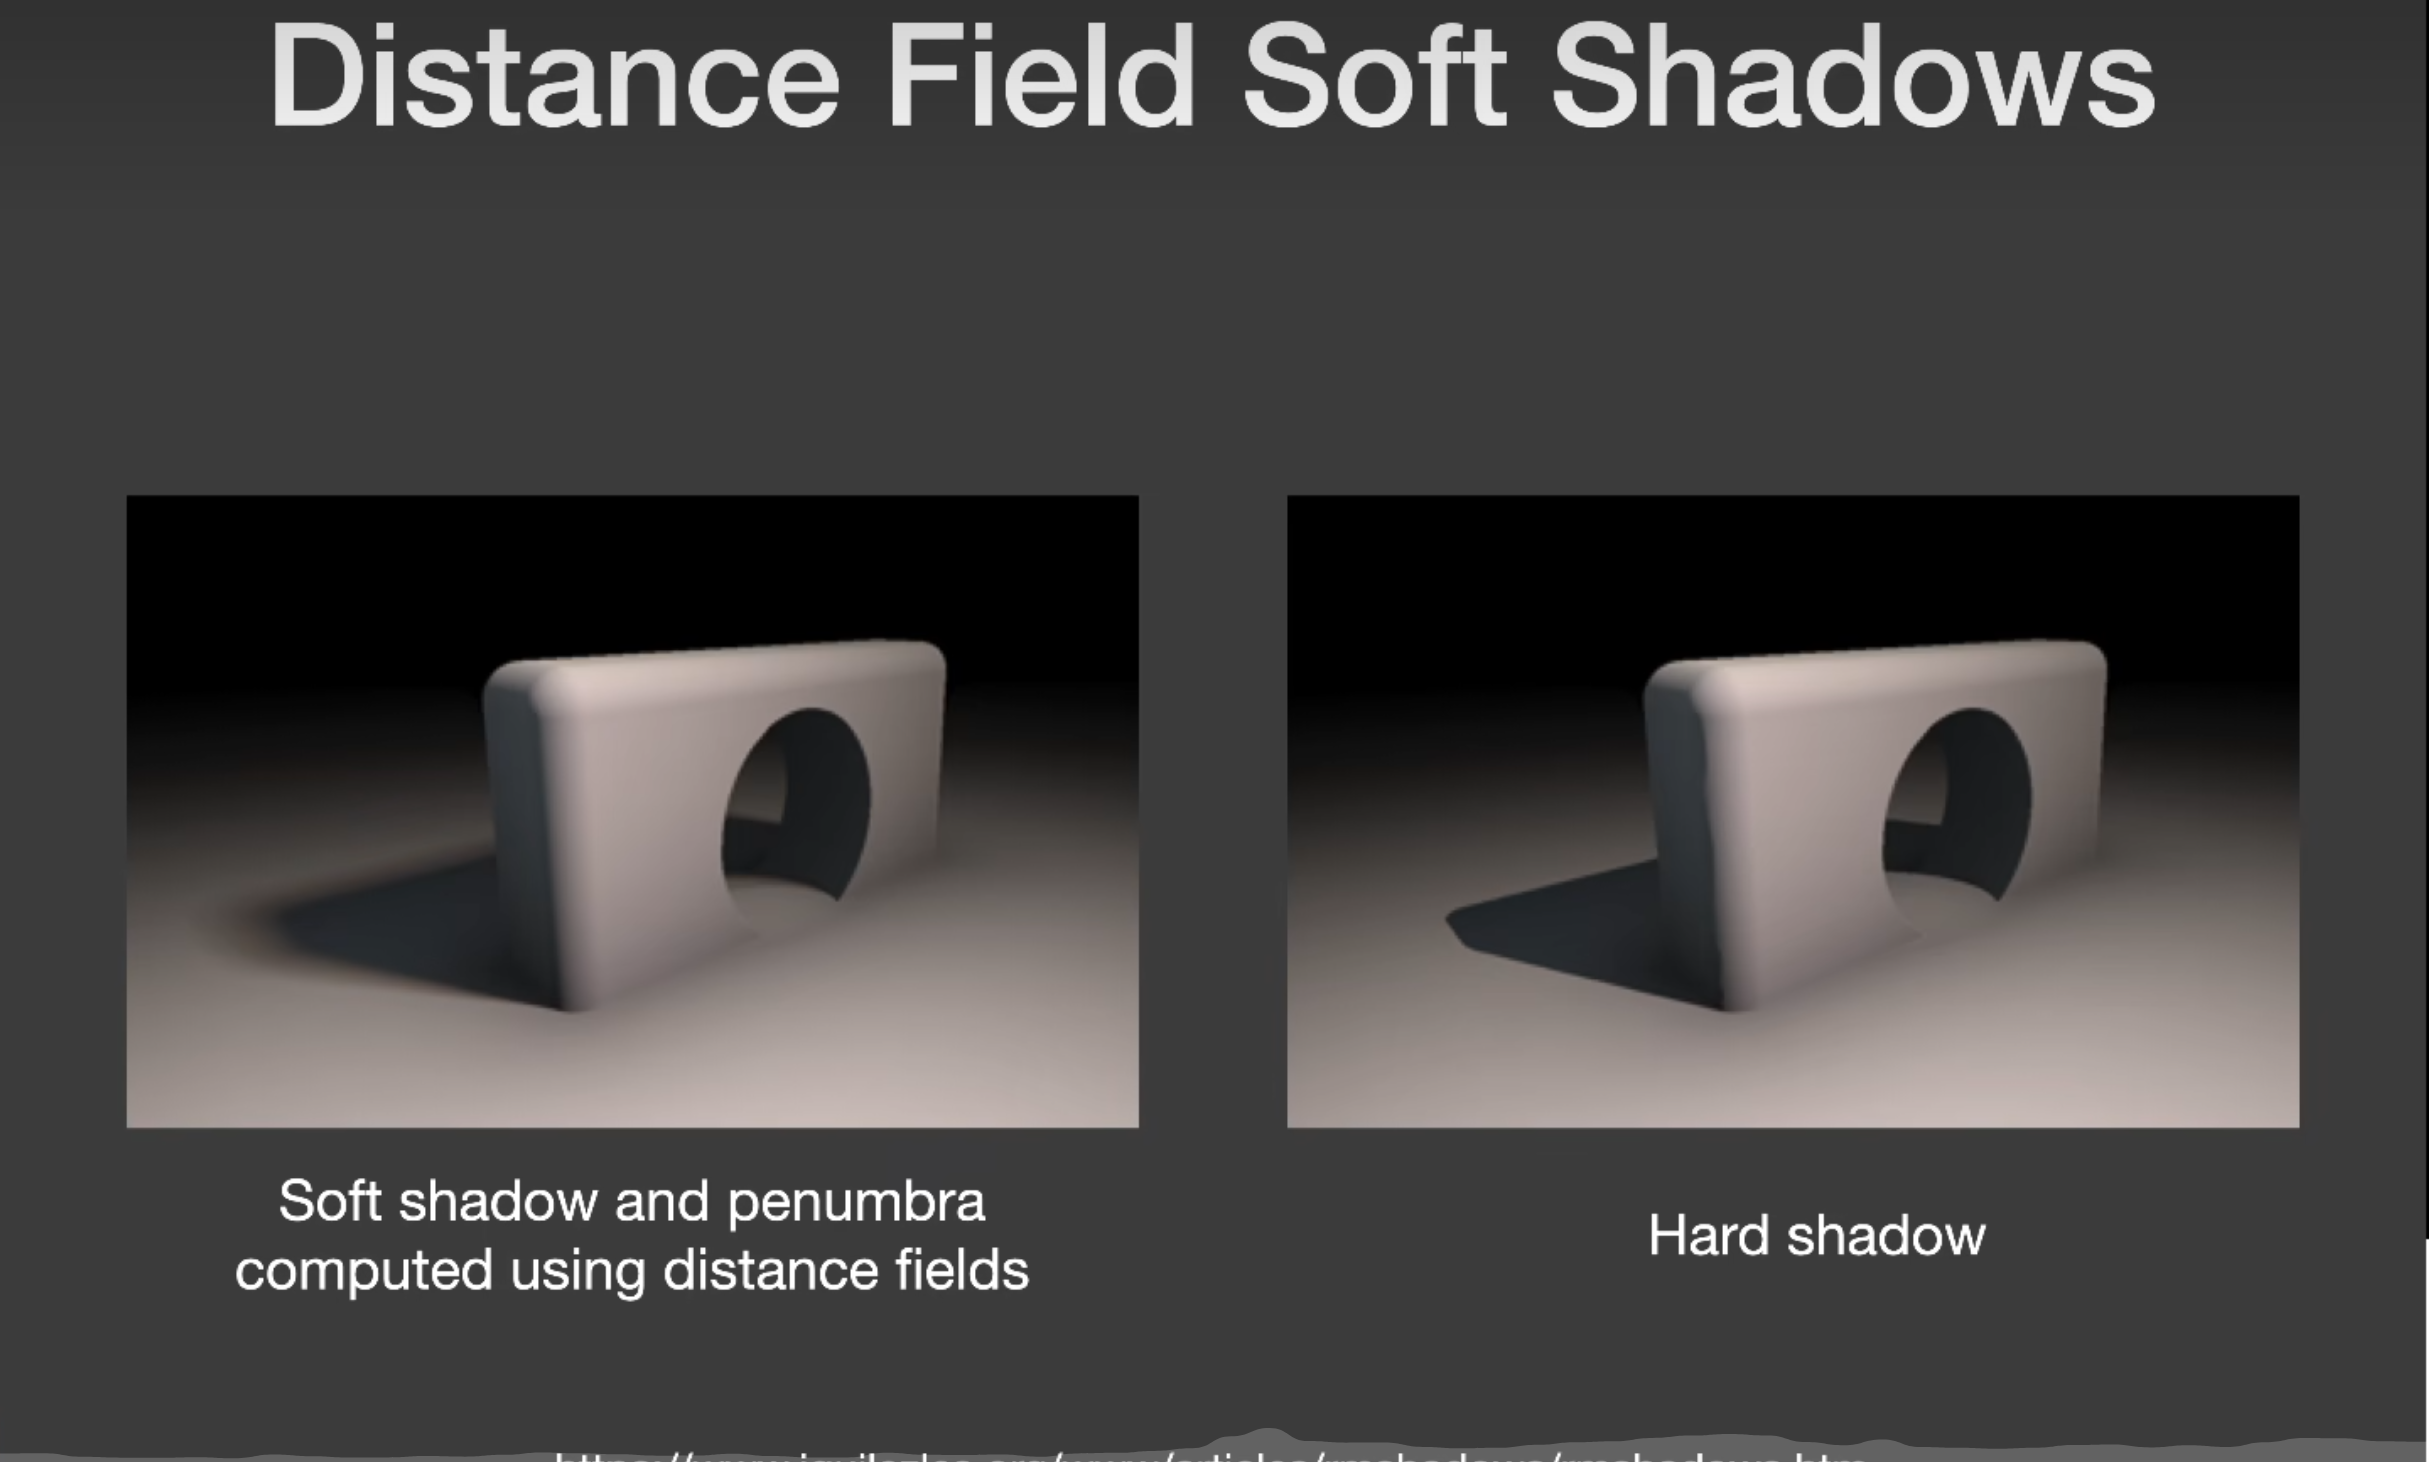 Distance Field Soft Shadows
Soft shadow and penumbra
computed using distance fields
Hard shadow